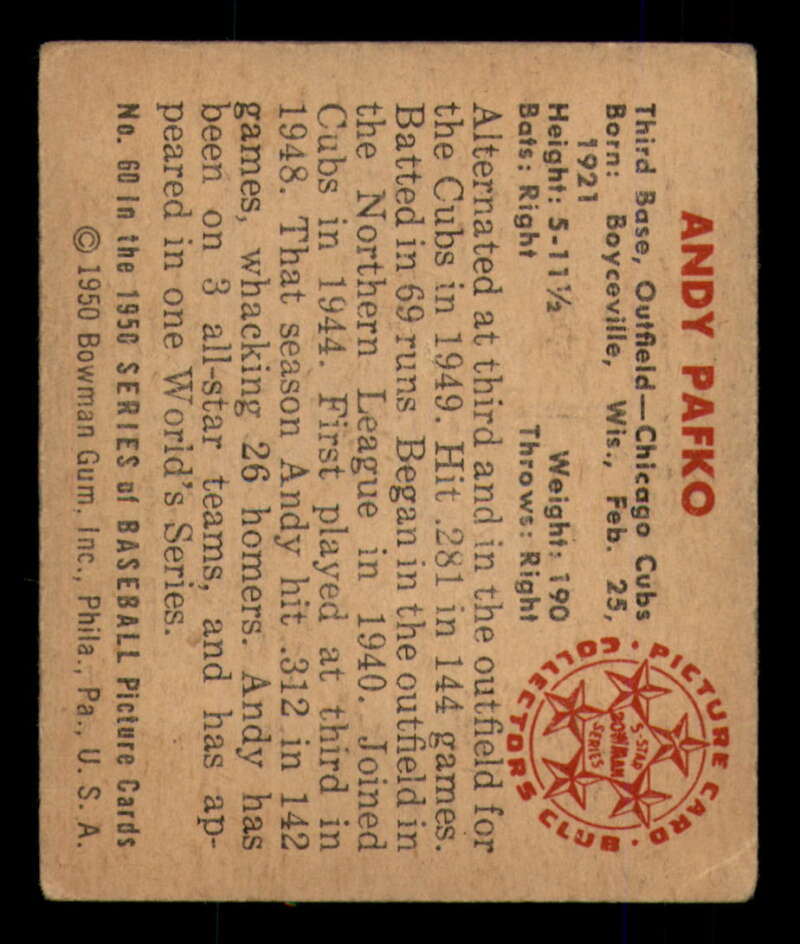 ANDY PAFKO
Third Base, Outfield—Chicago Cubs
Born: Boyceville, Wis., Feb. 25,
1921
Height: 5-11½ Weight: 190
Bats: Right Throws: Right
PICTURE CARD COLLECTORS CLUB
5-STAR
BOWMAN
SERIES
Alternated at third and in the outfield for
the Cubs in 1949. Hit .281 in 144 games.
Batted in 69 runs Began in the outfield in
the Northern League in 1940. Joined
Cubs in 1944. First played at third in
1948. That season Andy hit .312 in 142
games, whacking 26 homers. Andy has
been on 3 all-star teams, and has ap-
peared in one World's Series.
No. 60 in the 1950 SERIES of BASEBALL Picture Cards
© 1950 Bowman Gum, Inc., Phila., Pa., U. S. A.